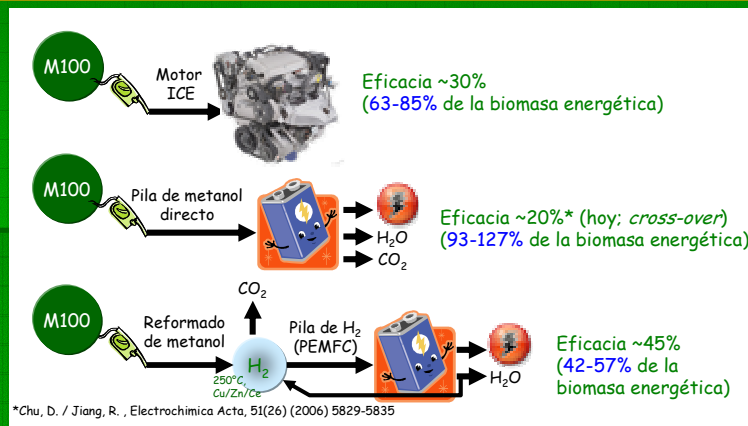 M100
Motor
ICE
Eficacia ~30%
(63-85% de la biomasa energética)
M100
Pila de metanol
directo
H₂O
CO₂
Eficacia ~20%* (hoy; cross-over)
(93-127% de la biomasa energética)
M100
Reformado
de metanol
CO₂
H₂
250°C,
Cu/Zn/Ce
Pila de H₂
(PEMFC)
H₂O
Eficacia ~45%
(42-57% de la
biomasa energética)
*Chu, D. / Jiang, R. , Electrochimica Acta, 51(26) (2006) 5829-5835